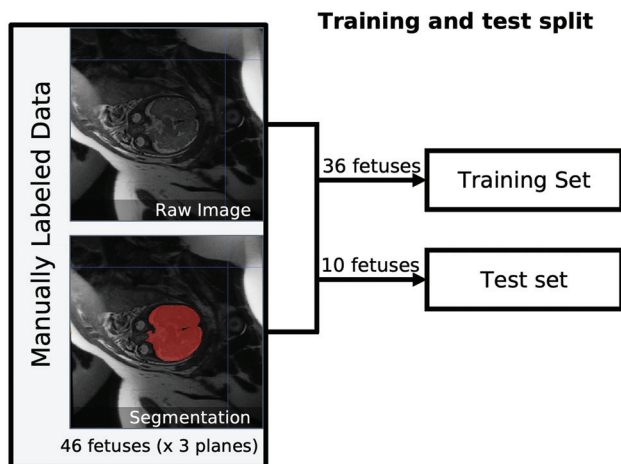 Training and test split
Manually Labeled Data
Raw Image
Segmentation
46 fetuses (x 3 planes)
36 fetuses
Training Set
10 fetuses
Test set